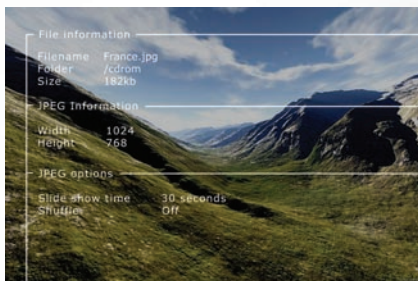 File information
Filename France.jpg
Folder /cdrom
Size 182kb
JPEG Information
Width 1024
Height 768
JPEG options
Slide show time 30 seconds
Shuffle Off